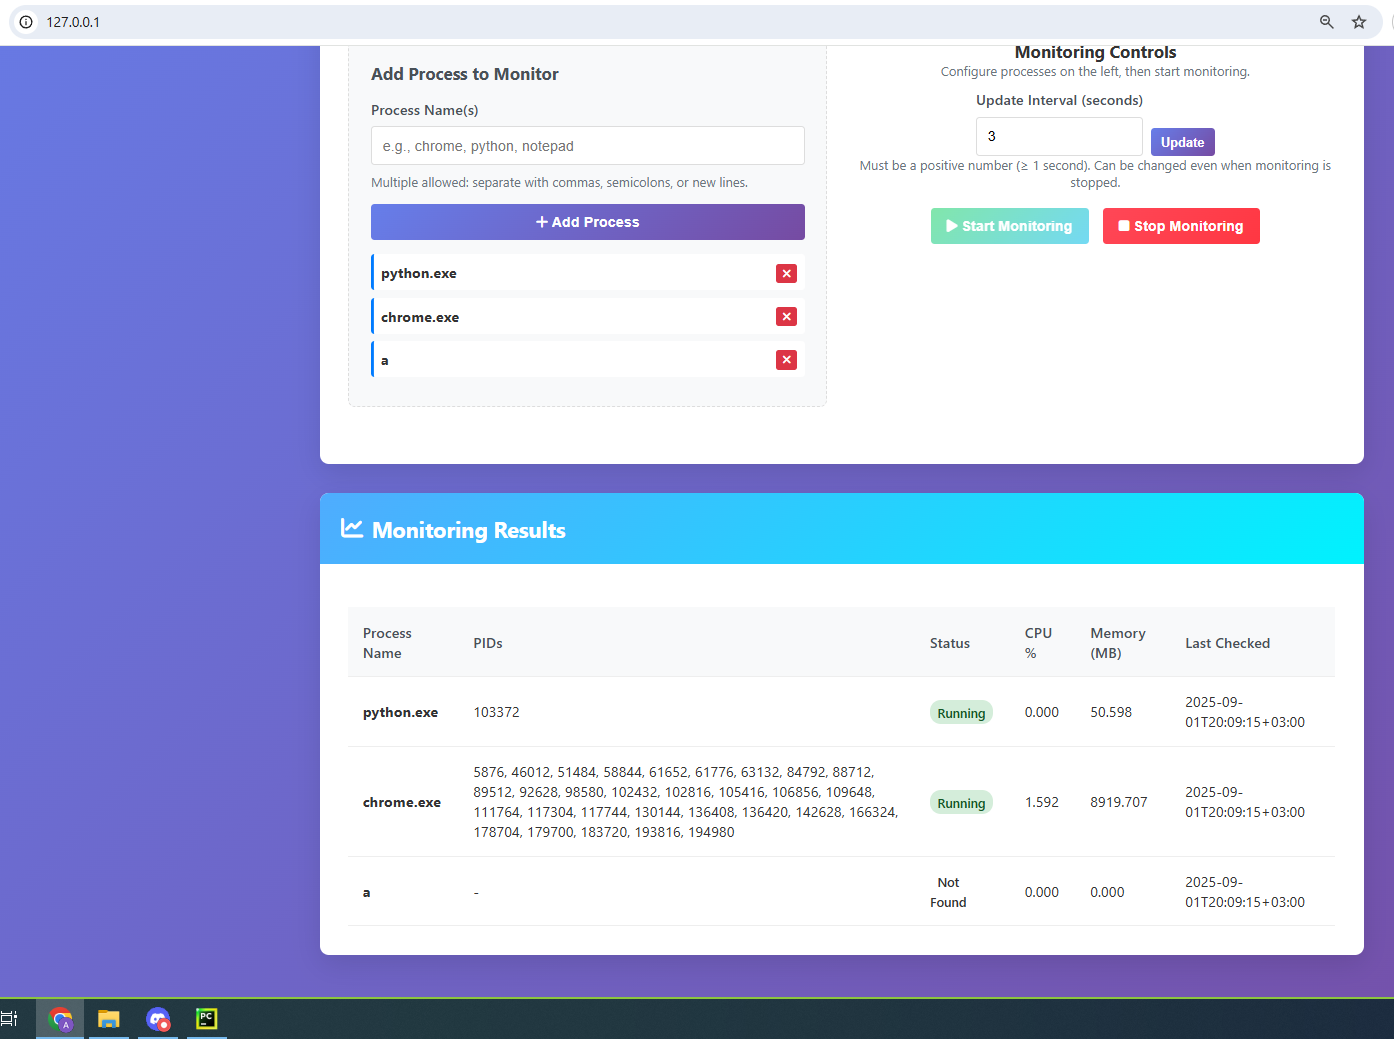 127.0.0.1
Add Process to Monitor
Process Name(s)
e.g., chrome, python, notepad
Multiple allowed: separate with commas, semicolons, or new lines.
+ Add Process
python.exe
chrome.exe
a
Monitoring Controls
Configure processes on the left, then start monitoring.
Update Interval (seconds)
3
Update
Must be a positive number (≥ 1 second). Can be changed even when monitoring is
stopped.
Start Monitoring
Stop Monitoring
Monitoring Results
Process
Name
PIDs
Status
CPU
%
Memory
(MB)
Last Checked
python.exe
103372
Running
0.000
50.598
2025-09-
01T20:09:15+03:00
chrome.exe
5876, 46012, 51484, 58844, 61652, 61776, 63132, 84792, 88712,
89512, 92628, 98580, 102432, 102816, 105416, 106856, 109648,
111764, 117304, 117744, 130144, 136408, 136420, 142628, 166324,
178704, 179700, 183720, 193816, 194980
Running
1.592
8919.707
2025-09-
01T20:09:15+03:00
a
-
Not
Found
0.000
0.000
2025-09-
01T20:09:15+03:00
A
PC